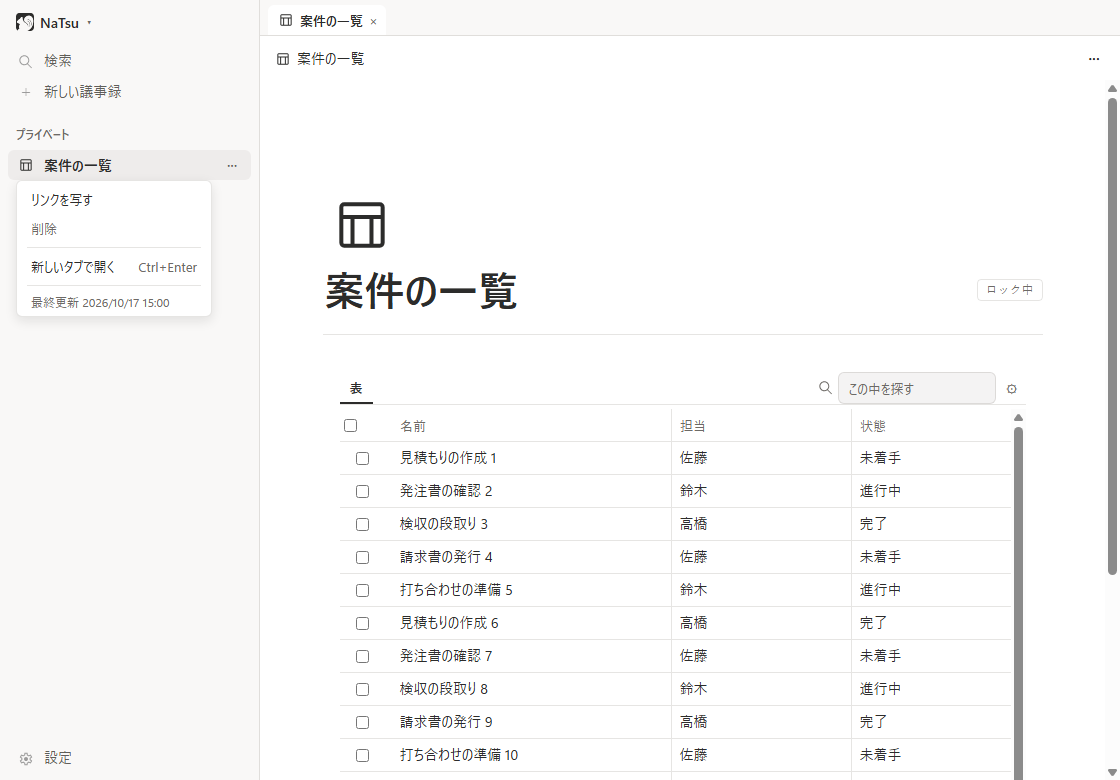 NaTsu
検索
新しい議事録
プライベート
案件の一覧
リンクを写す
削除
新しいタブで開く Ctrl+Enter
最終更新 2026/10/17 15:00
設定
案件の一覧
案件の一覧
案件の一覧
ロック中
表
この中を探す
名前 担当 状態
見積もりの作成 1 佐藤 未着手
発注書の確認 2 鈴木 進行中
検収の段取り 3 高橋 完了
請求書の発行 4 佐藤 未着手
打ち合わせの準備 5 鈴木 進行中
見積もりの作成 6 高橋 完了
発注書の確認 7 佐藤 未着手
検収の段取り 8 鈴木 進行中
請求書の発行 9 高橋 完了
打ち合わせの準備 10 佐藤 未着手